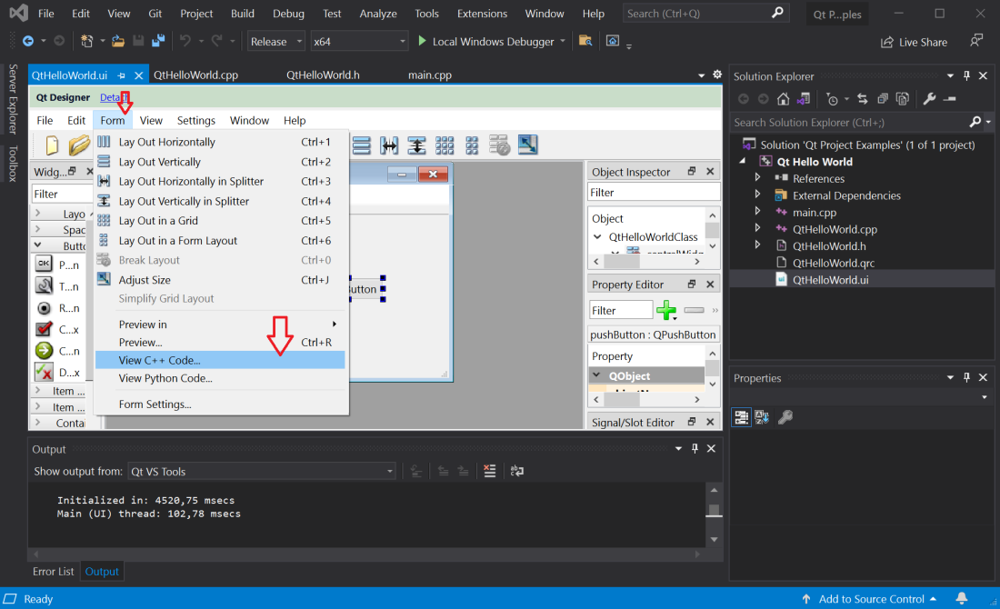 File Edit View Git Project Build Debug Test Analyze Tools Extensions Window Help Search (Ctrl+Q) Qt P...ples
Release x64 Local Windows Debugger Live Share
Server Explorer
Toolbox
QtHelloWorld.ui QtHelloWorld.cpp QtHelloWorld.h main.cpp
Qt Designer Detach
File Edit Form View Settings Window Help
Lay Out Horizontally Ctrl+1
Lay Out Vertically Ctrl+2
Lay Out Horizontally in Splitter Ctrl+3
Lay Out Vertically in Splitter Ctrl+4
Lay Out in a Grid Ctrl+5
Lay Out in a Form Layout Ctrl+6
Break Layout Ctrl+0
Adjust Size Ctrl+J
Simplify Grid Layout
Preview in
Preview... Ctrl+R
View C++ Code...
View Python Code...
Form Settings...
Widg...
Filter
Layo
Spac
Butto
OK P...n
T...n
R...n
C...x
C...n
D...x
Item ...
Item ...
Conta
utton
Object Inspector
Filter
Object
QtHelloWorldClass
Property Editor
Filter
pushButton : QPushButton
Property
QObject
Signal/Slot Editor
Solution Explorer
Search Solution Explorer (Ctrl+;)
Solution 'Qt Project Examples' (1 of 1 project)
Qt Hello World
References
External Dependencies
main.cpp
QtHelloWorld.cpp
QtHelloWorld.h
QtHelloWorld.qrc
QtHelloWorld.ui
Properties
Output
Show output from: Qt VS Tools
Initialized in: 4520,75 msecs
Main (UI) thread: 102,78 msecs
Error List Output
Ready Add to Source Control